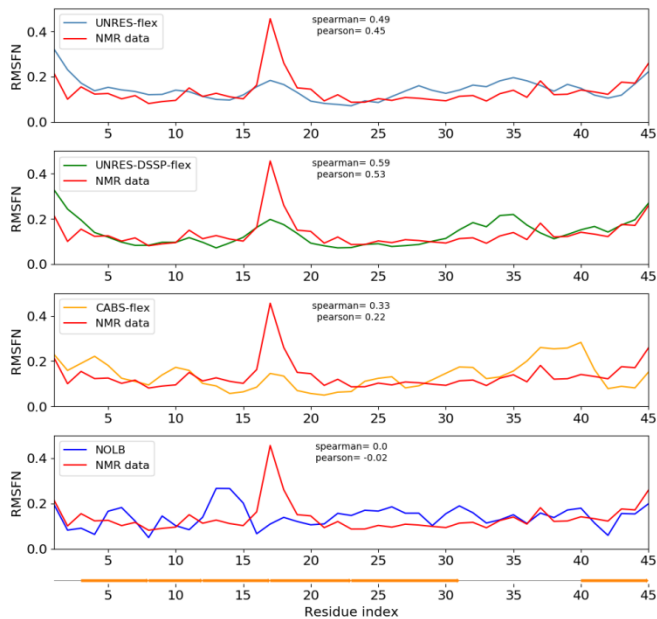 UNRES-flex
NMR data
spearman = 0.49
pearson = 0.45
RMSFN
0.4
0.2
0.0
5 10 15 20 25 30 35 40 45
UNRES-DSSP-flex
NMR data
spearman= 0.59
pearson= 0.53
RMSFN
0.4
0.2
0.0
5 10 15 20 25 30 35 40 45
CABS-flex
NMR data
spearman= 0.33
pearson= 0.22
RMSFN
0.4
0.2
0.0
5 10 15 20 25 30 35 40 45
NOLB
NMR data
spearman= 0.0
pearson= -0.02
RMSFN
0.4
0.2
0.0
5 10 15 20 25 30 35 40 45
Residue index